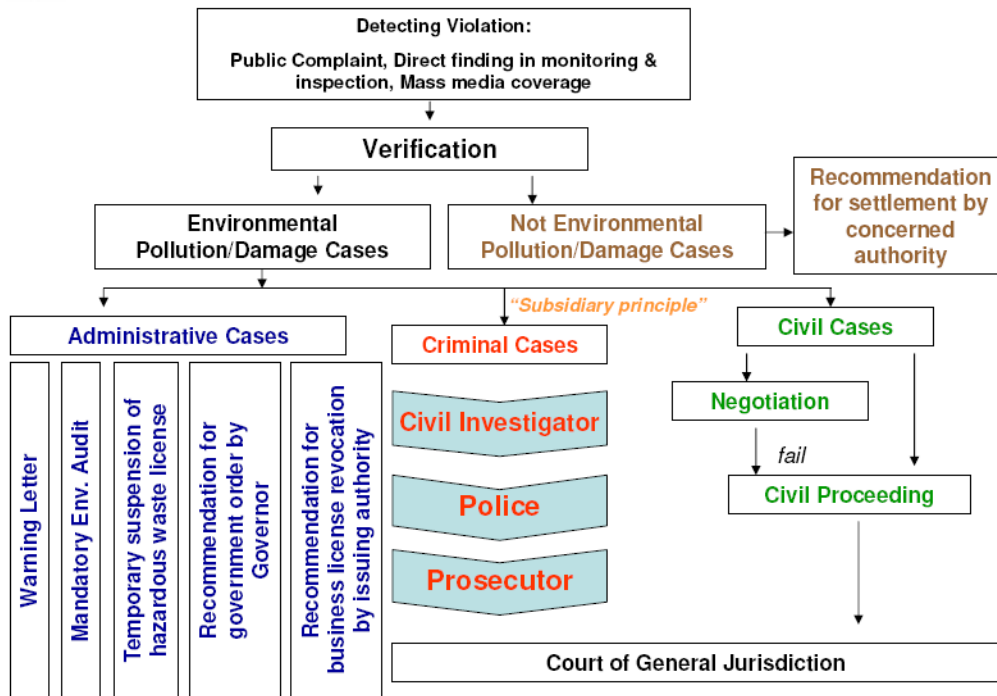 Detecting Violation:
Public Complaint, Direct finding in monitoring &
inspection, Mass media coverage
Verification
Environmental
Pollution/Damage Cases
Not Environmental
Pollution/Damage Cases
Recommendation
for settlement by
concerned
authority
“Subsidiary principle”
Administrative Cases
Criminal Cases
Civil Cases
Warning Letter
Mandatory Env. Audit
Temporary suspension of
hazardous waste license
Recommendation for
government order by
Governor
Recommendation for
business license revocation
by issuing authority
Civil Investigator
Police
Prosecutor
Negotiation
fail
Civil Proceeding
Court of General Jurisdiction